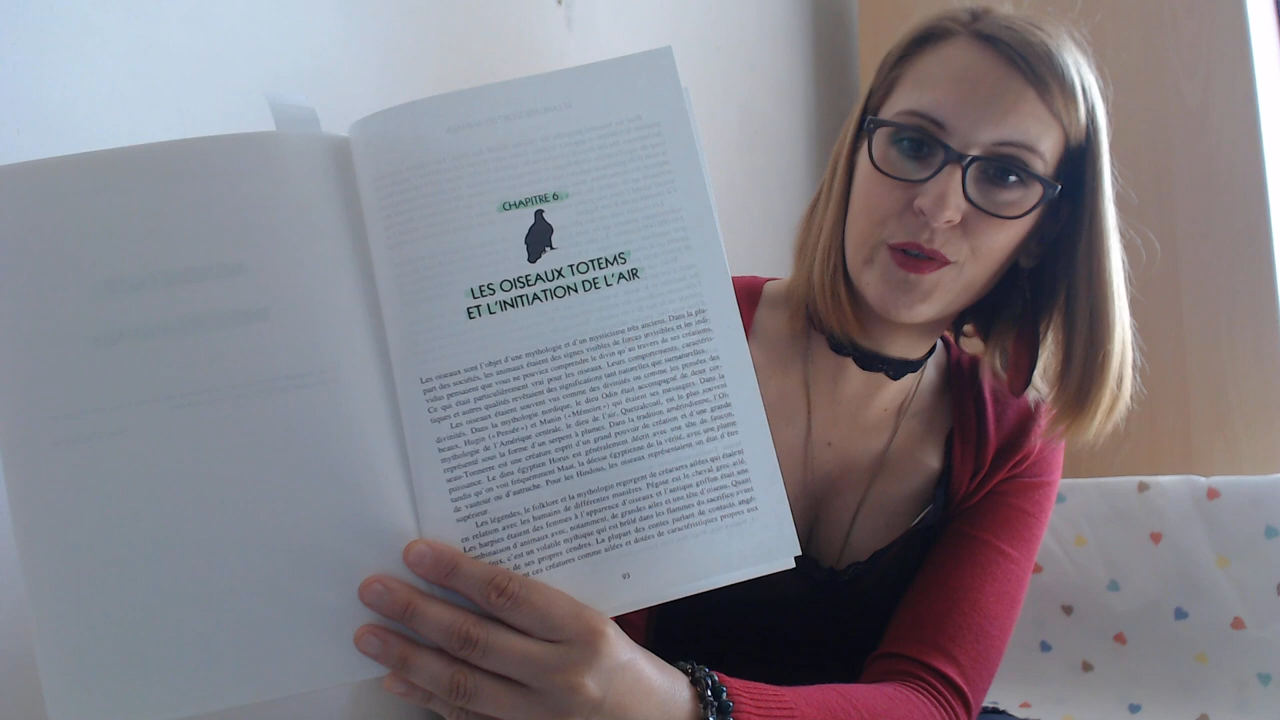 CHAPITRE 6
LES OISEAUX TOTEMS
ET L'INITIATION DE L'AIR
Les oiseaux sont l'objet d'une mythologie et d'un mysticisme très anciens. Dans la plu-
part des sociétés, les animaux étaient des signes visibles de forces invisibles et les indi-
vidus pensaient que vous ne pouviez comprendre le divin qu'au travers de ses créations.
Ce qui était particulièrement vrai pour les oiseaux. Leurs comportements, caractéris-
tiques et autres qualités revêtaient des significations tant naturelles que surnaturelles.
Les oiseaux étaient souvent vus comme des divinités ou comme les pensées des
divinités. Dans la mythologie nordique, le dieu Odin était accompagné de deux cor-
beaux, Hugin (« Pensée ») et Munin (« Mémoire ») qui étaient ses messagers. Dans la
mythologie de l'Amérique centrale, le dieu de l'air, Quetzalcoatl, est le plus souvent
représenté sous la forme d'un serpent à plumes. Dans la tradition amérindienne, l'Oi-
seau-Tonnerre est une créature esprit d'un grand pouvoir de création et d'une grande
puissance. Le dieu égyptien Horus est généralement décrit avec une tête de faucon,
tandis qu'on voit fréquemment Maat, la déesse égyptienne de la vérité, avec une plume
de vautour ou d'autruche. Pour les Hindous, les oiseaux représentaient un état d'être
supérieur.
Les légendes, le folklore et la mythologie regorgent de créatures ailées qui étaient
en relation avec les humains de différentes manières. Pégase est le cheval grec ailé.
Les harpies étaient des femmes à l'apparence d'oiseaux et l'antique griffon était une
combinaison d'animaux avec, notamment, de grandes ailes et une tête d'oiseau. Quant
c'est un volatile mythique qui est brûlé dans les flammes du sacrifice avant
de ses propres cendres. La plupart des contes parlant de contacts
ces créatures comme ailées et dotées de caractéristiques propres aux
93